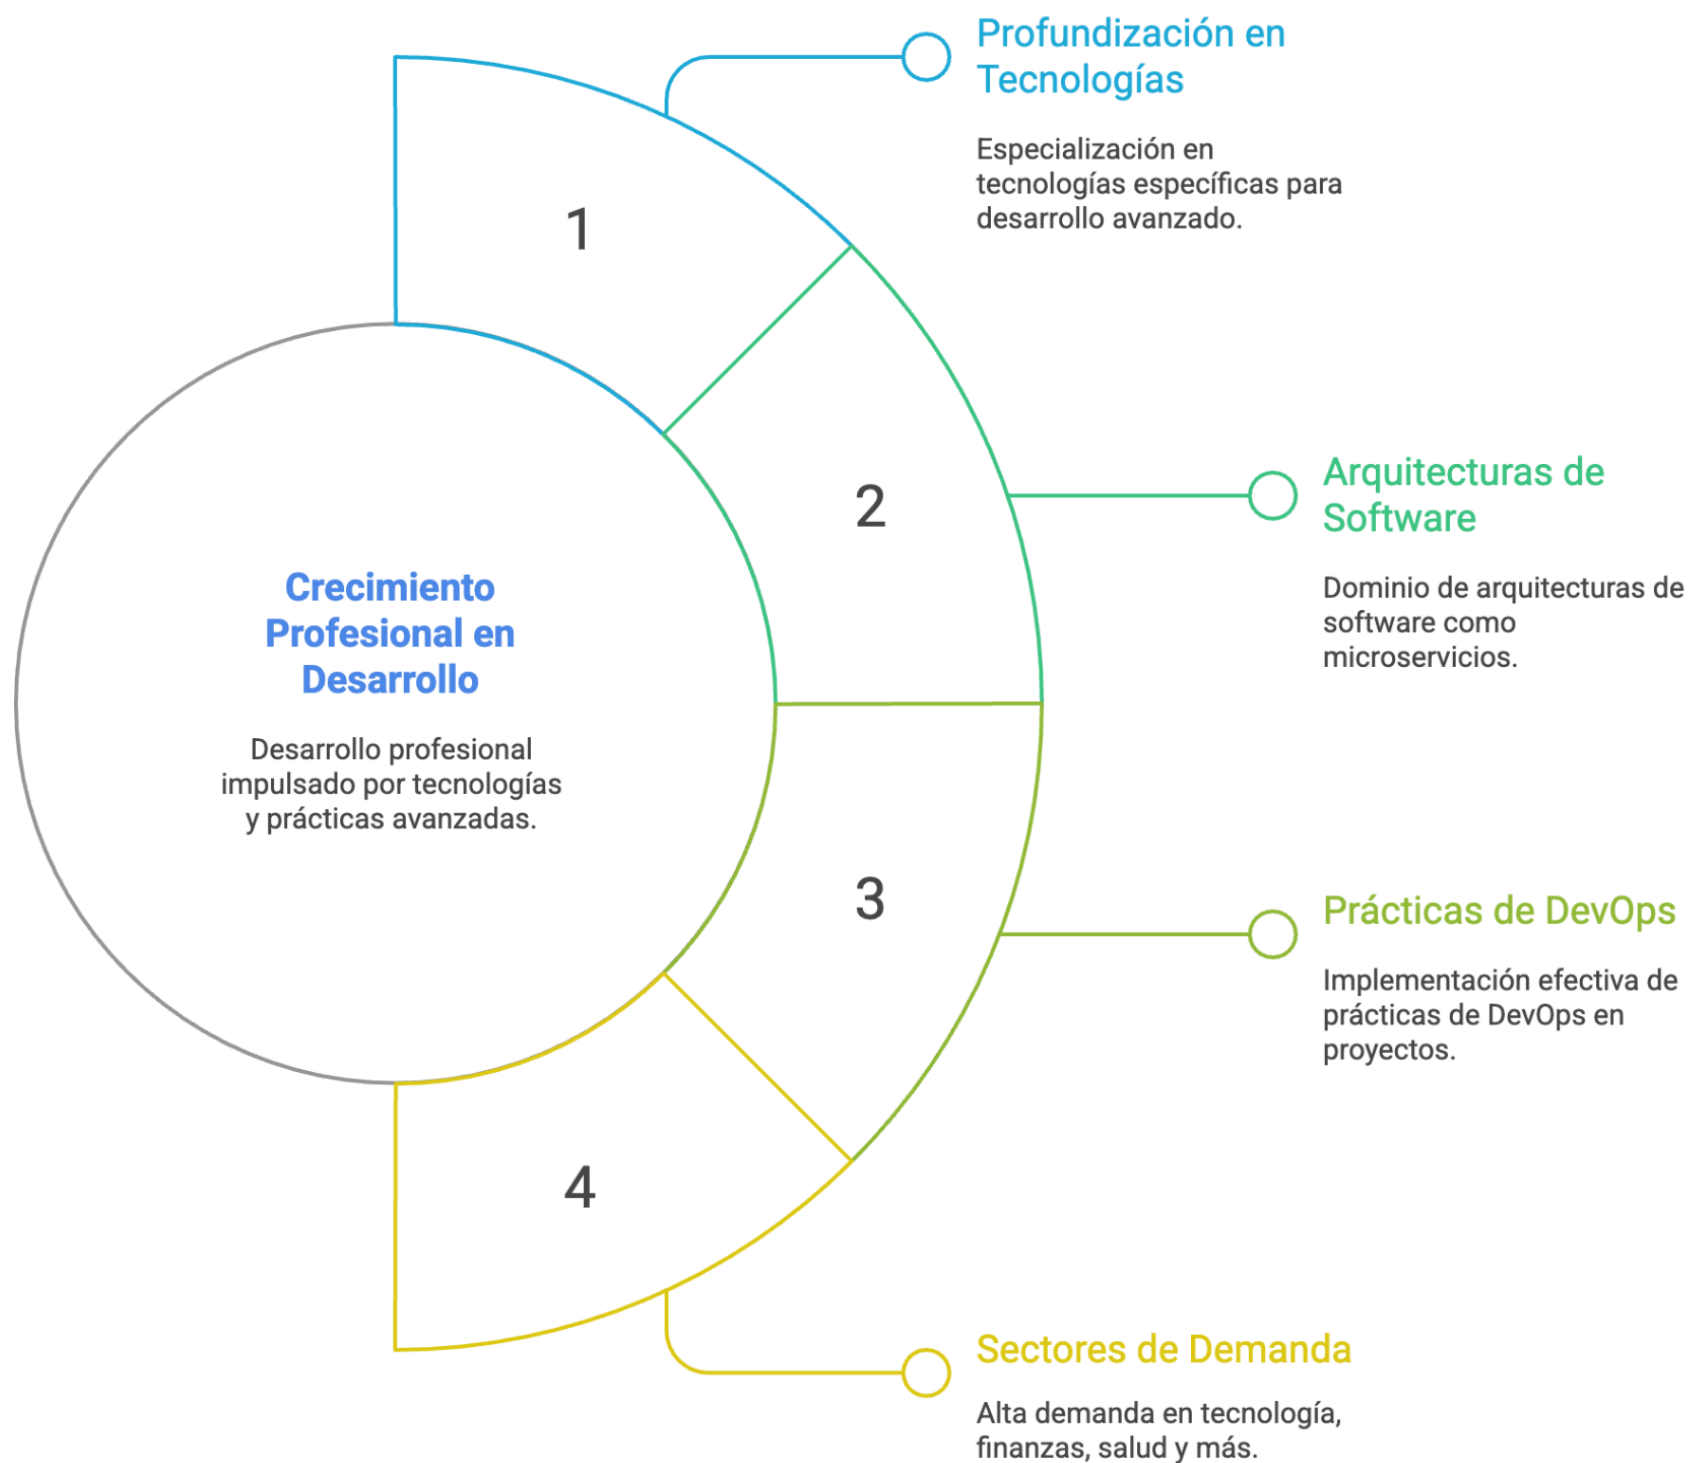 Profundización en
Tecnologías
Especialización en
tecnologías específicas para
desarrollo avanzado.
1
2
Arquitecturas de
Software
Dominio de arquitecturas de
software como
microservicios.
Crecimiento
Profesional en
Desarrollo
Desarrollo profesional
impulsado por tecnologías
y prácticas avanzadas.
3
Prácticas de DevOps
Implementación efectiva de
prácticas de DevOps en
proyectos.
4
Sectores de Demanda
Alta demanda en tecnología,
finanzas, salud y más.